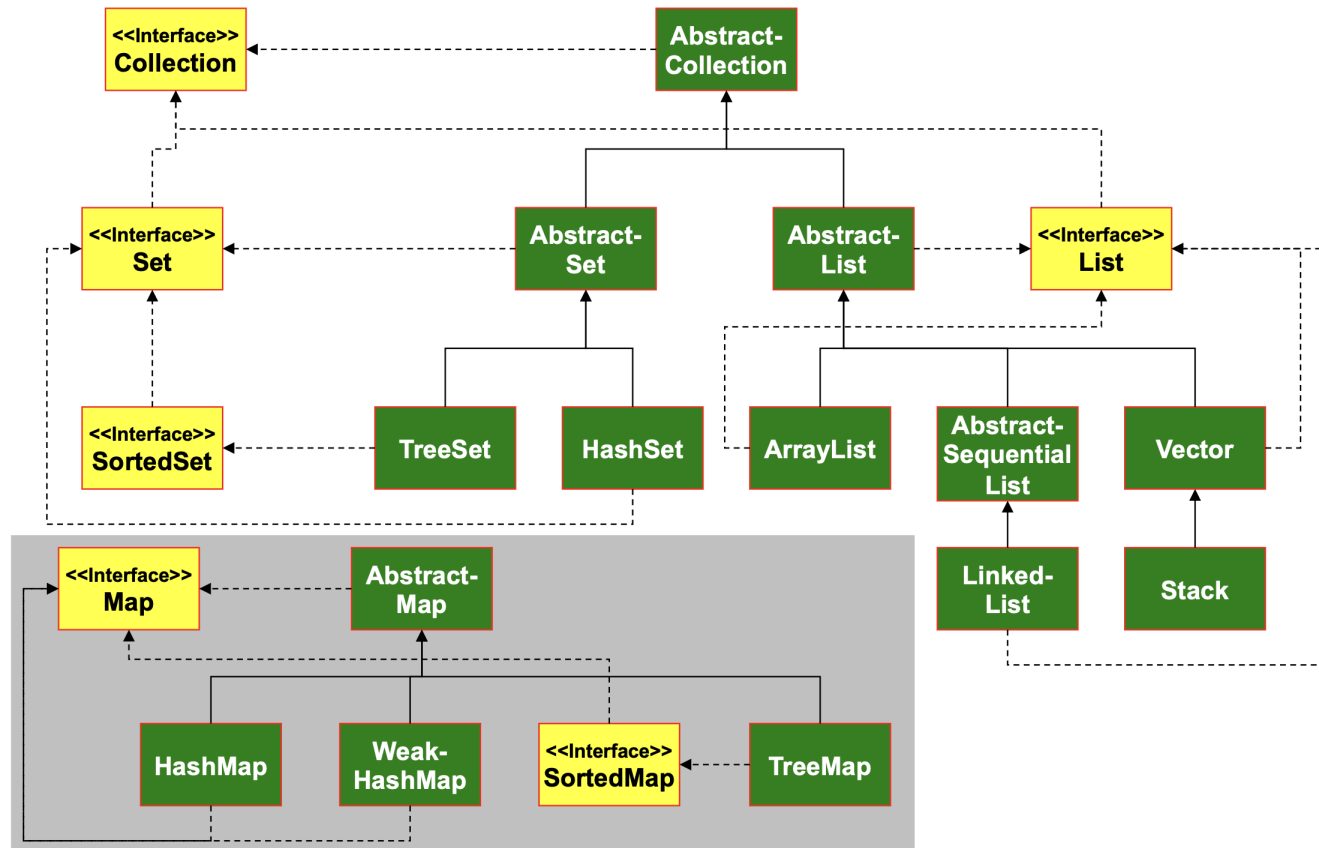 <<Interface>>
Collection
Abstract-
Collection
<<Interface>>
Set
Abstract-
Set
Abstract-
List
<<Interface>>
List
<<Interface>>
SortedSet
TreeSet
HashSet
ArrayList
Abstract-
Sequential
List
Vector
<<Interface>>
Map
Abstract-
Map
Linked-
List
Stack
HashMap
Weak-
HashMap
<<Interface>>
SortedMap
TreeMap